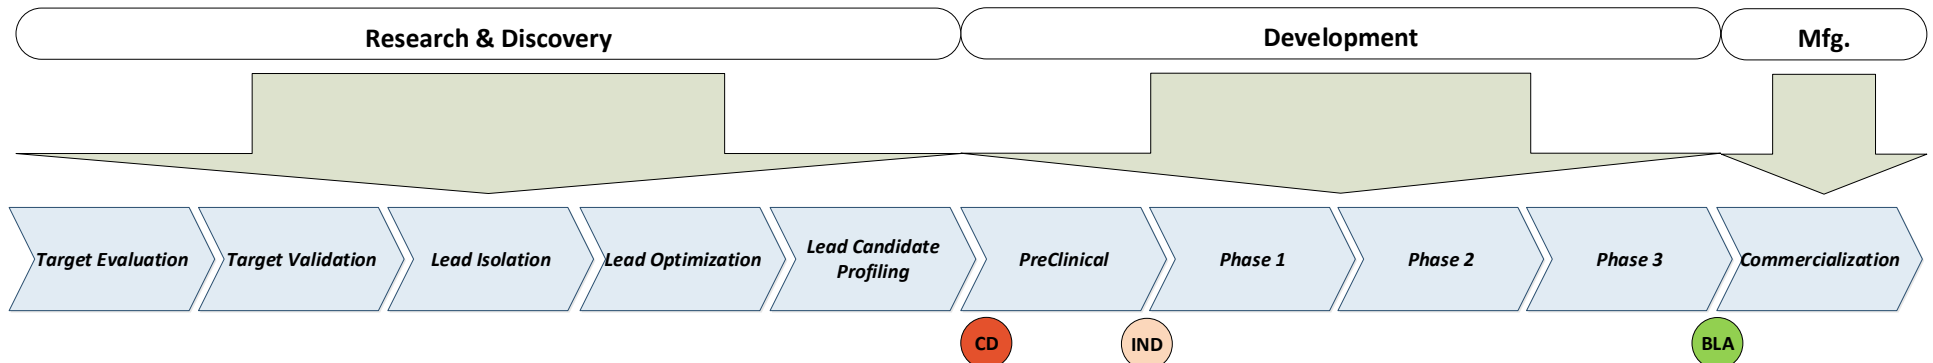 Research & Discovery
Development
Mfg.
Target Evaluation
Target Validation
Lead Isolation
Lead Optimization
Lead Candidate
Profiling
PreClinical
Phase 1
Phase 2
Phase 3
Commercialization
CD
IND
BLA